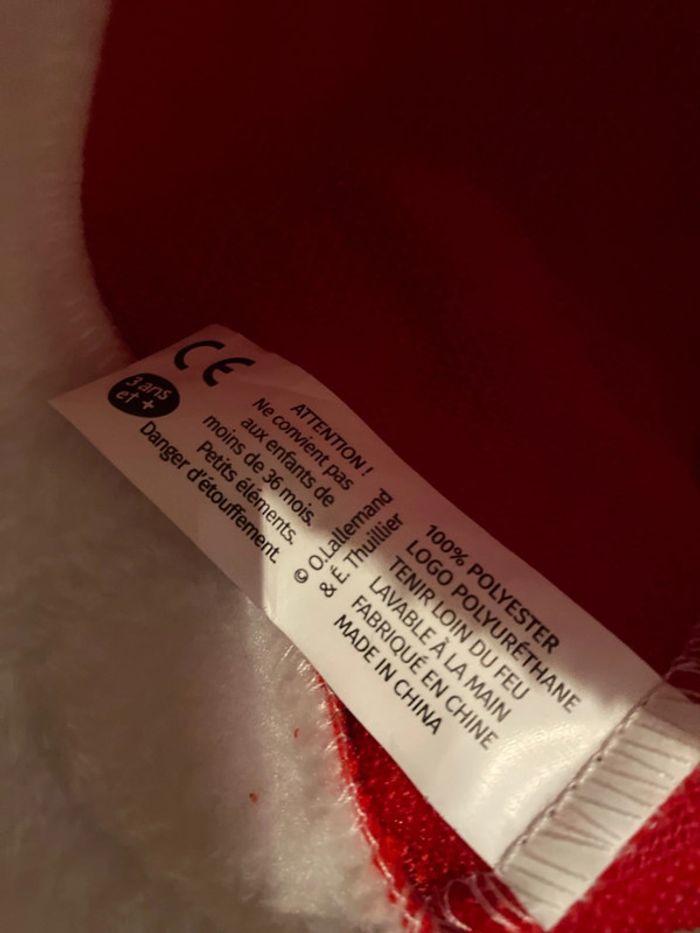 CE
3 ans
et +
ATTENTION !
Ne convient pas
aux enfants de
moins de 36 mois.
Petits éléments.
Danger d'étouffement.
© O.Lallemand
& E. Thuillier
100% POLYESTER
LOGO POLYURÉTHANE
TENIR LOIN DU FEU
LAVABLE À LA MAIN
FABRIQUÉ EN CHINE
MADE IN CHINA